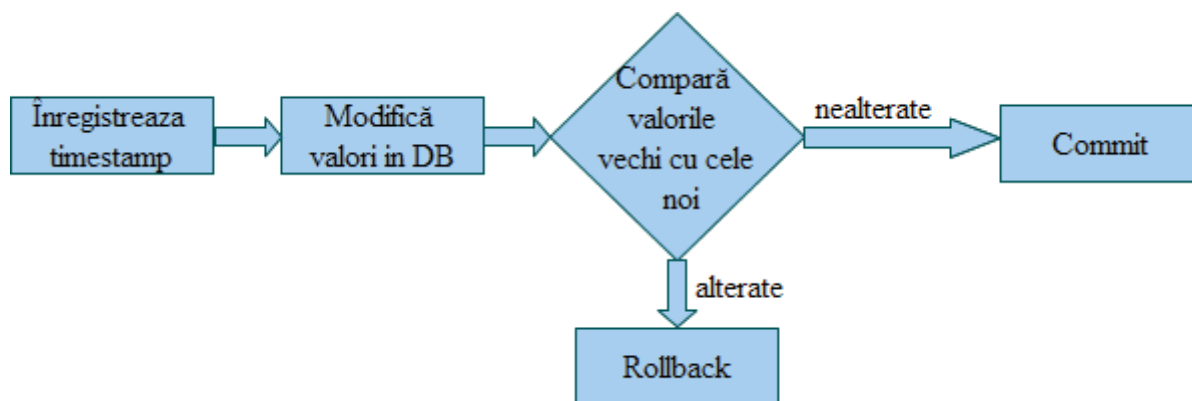 Înregistreaza
timestamp
Modifică
valori in DB
Compară
valorile
vechi cu cele
noi
nealterate
Commit
alterate
Rollback